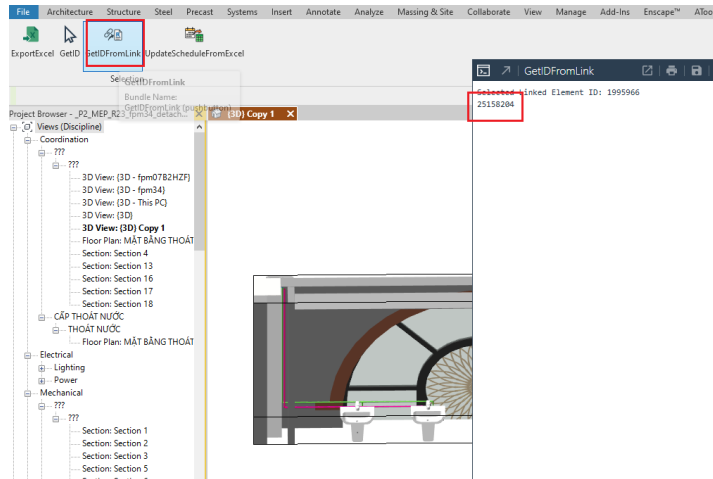 File Architecture Structure Steel Precast Systems Insert Annotate Analyze Massing & Site Collaborate View Manage Add-Ins Enscape™ AToo
ExportExcel GetID GetIDFromLink UpdateScheduleFromExcel
Selection
GetIDFromLink
Bundle Name:
GetIDFromLink (pushbutton)
GetIDFromLink
Selected Linked Element ID: 1995966
25158204
Project Browser - _P2_MEP_R23_fpm34_detach...
{3D} Copy 1
Views (Discipline)
Coordination
???
???
3D View: {3D - fpm07B2HZF}
3D View: {3D - fpm34}
3D View: {3D - This PC}
3D View: {3D}
3D View: {3D} Copy 1
Floor Plan: MẶT BẰNG THOÁT
Section: Section 4
Section: Section 13
Section: Section 16
Section: Section 17
Section: Section 18
CẤP THOÁT NƯỚC
THOÁT NƯỚC
Floor Plan: MẶT BẰNG THOÁT
Electrical
Lighting
Power
Mechanical
???
???
Section: Section 1
Section: Section 2
Section: Section 3
Section: Section 5